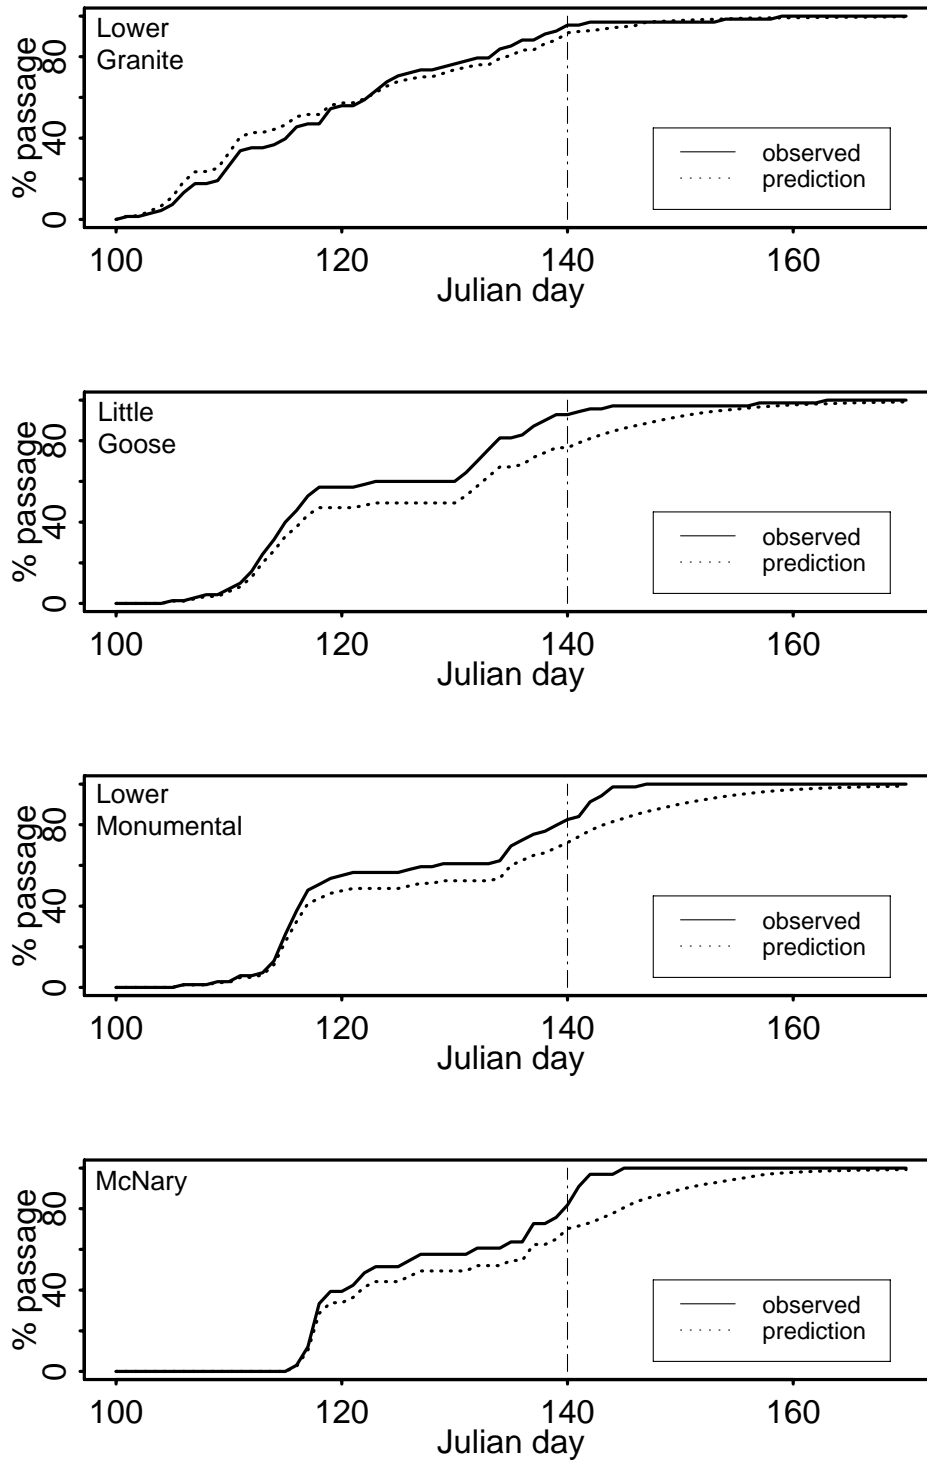 Lower
Granite
% passage
0 40 80
observed
prediction
100 120 140 160
Julian day
Little
Goose
% passage
0 40 80
observed
prediction
100 120 140 160
Julian day
Lower
Monumental
% passage
0 40 80
observed
prediction
100 120 140 160
Julian day
McNary
% passage
0 40 80
observed
prediction
100 120 140 160
Julian day